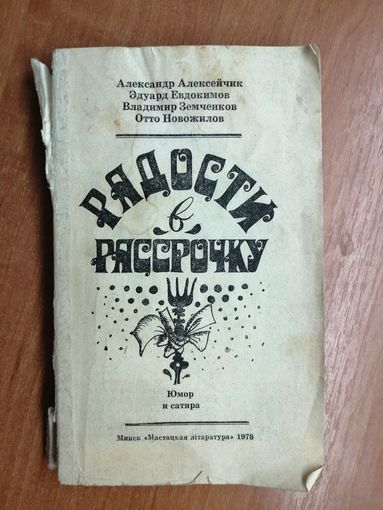 Александр Алексейчик
Эдуард Евдокимов
Владимир Земченков
Отто Новожилов
РАДОСТИ
в
РАССРОЧКУ
Юмор
и сатира
Минск «Мастацкая літаратура» 1978